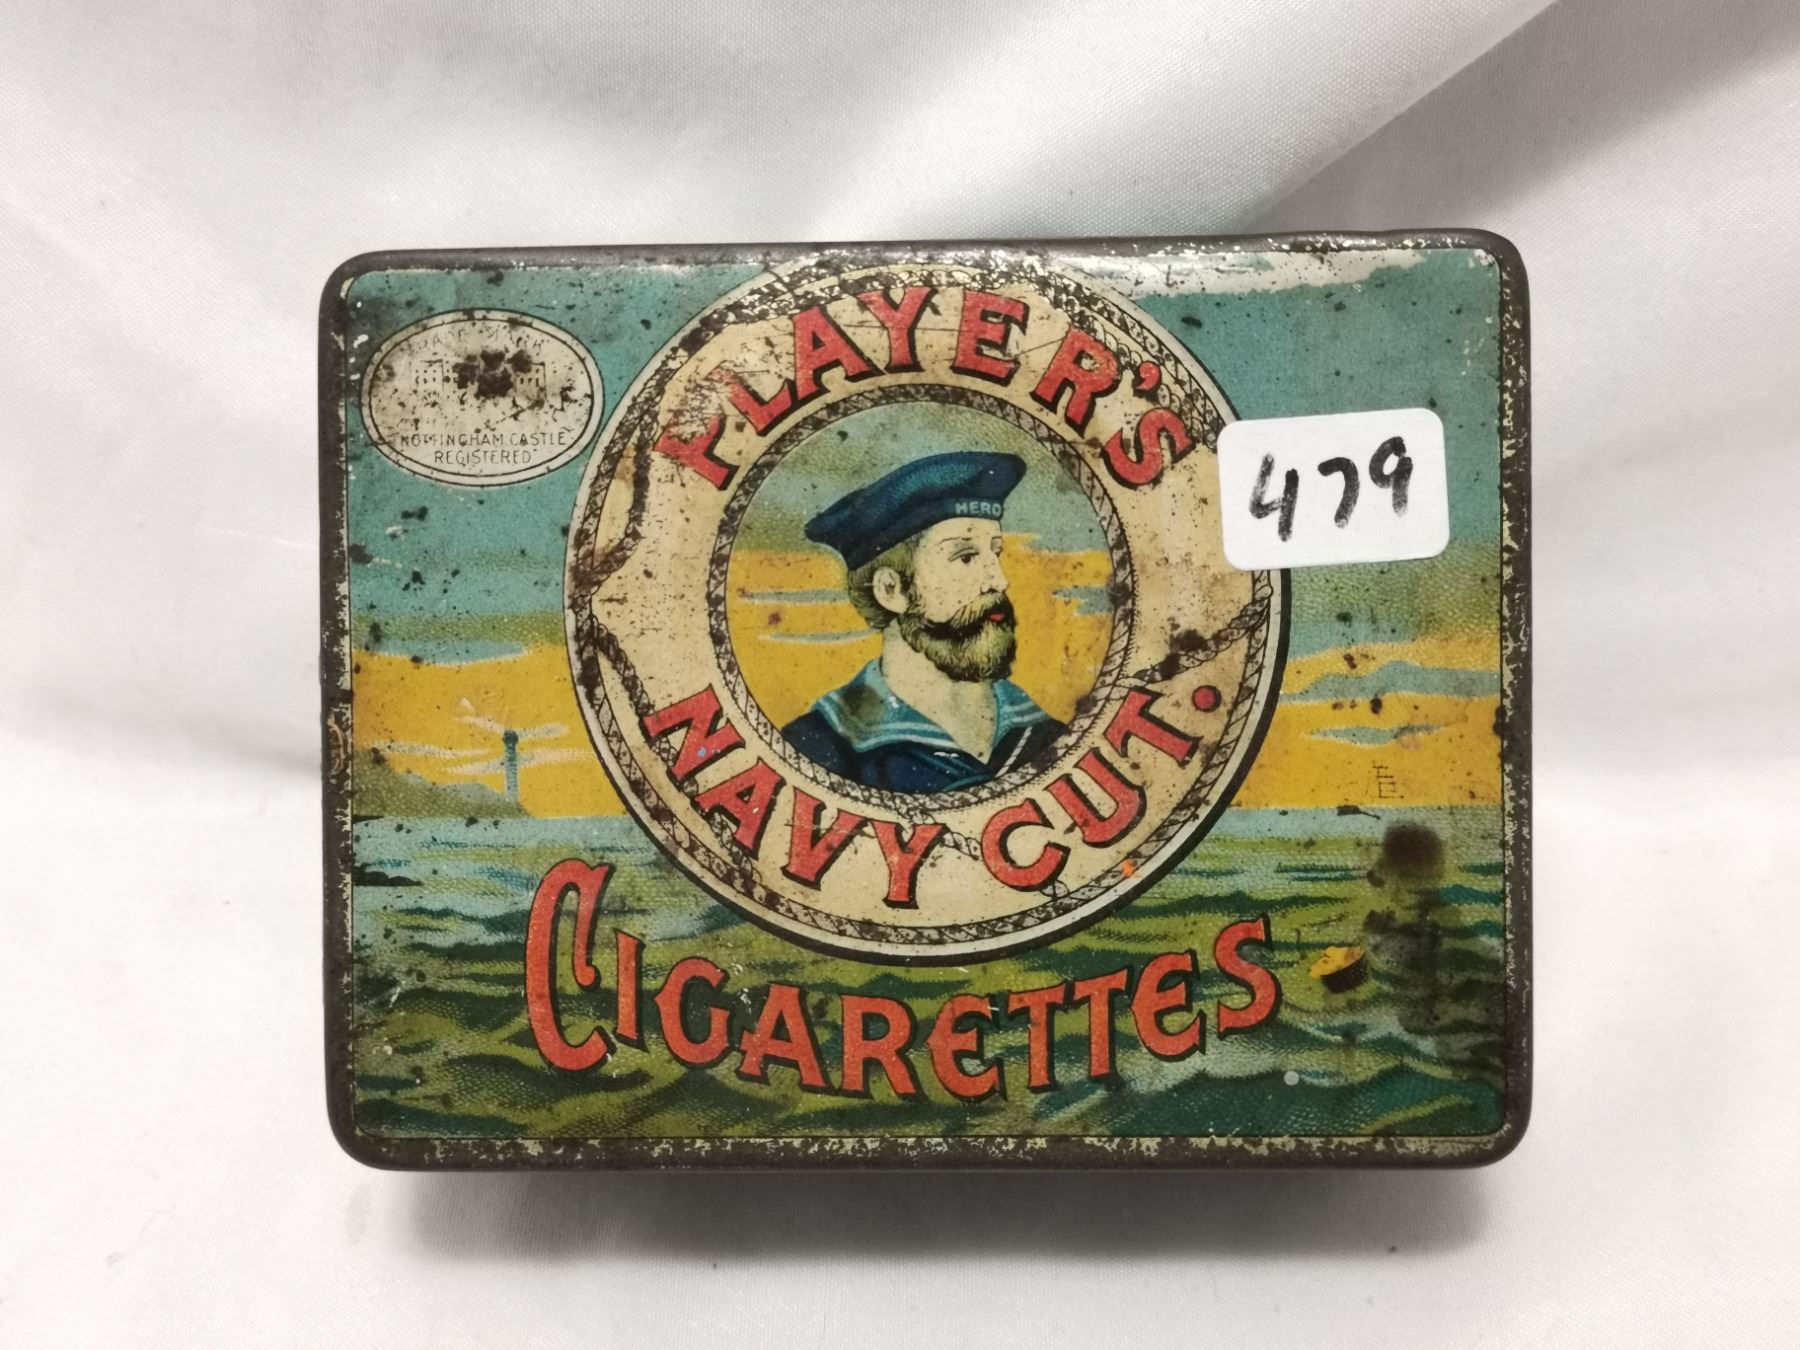 TRADE MARK
NOTTINGHAM CASTLE
REGISTERED
PLAYER'S
HERO
479
NAVY CUT.
CIGARETTES